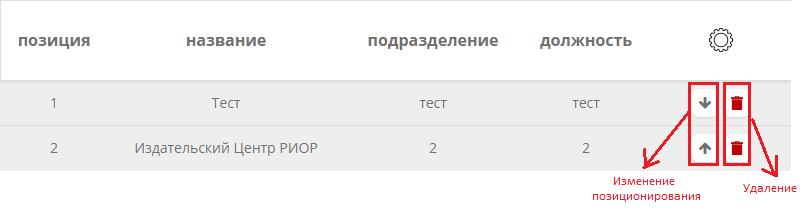 позиция название подразделение должность
1 Тест тест тест
2 Издательский Центр РИОР 2 2
Изменение
позиционирования
Удаление